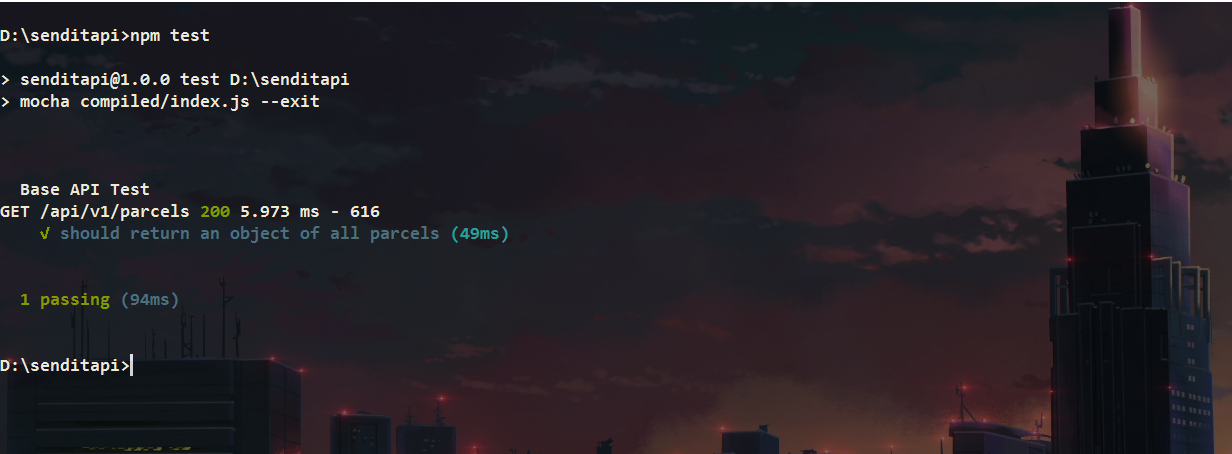 D:\senditapi>npm test
> senditapi@1.0.0 test D:\senditapi
> mocha compiled/index.js --exit
Base API Test
GET /api/v1/parcels 200 5.973 ms - 616
√ should return an object of all parcels (49ms)
1 passing (94ms)
D:\senditapi>